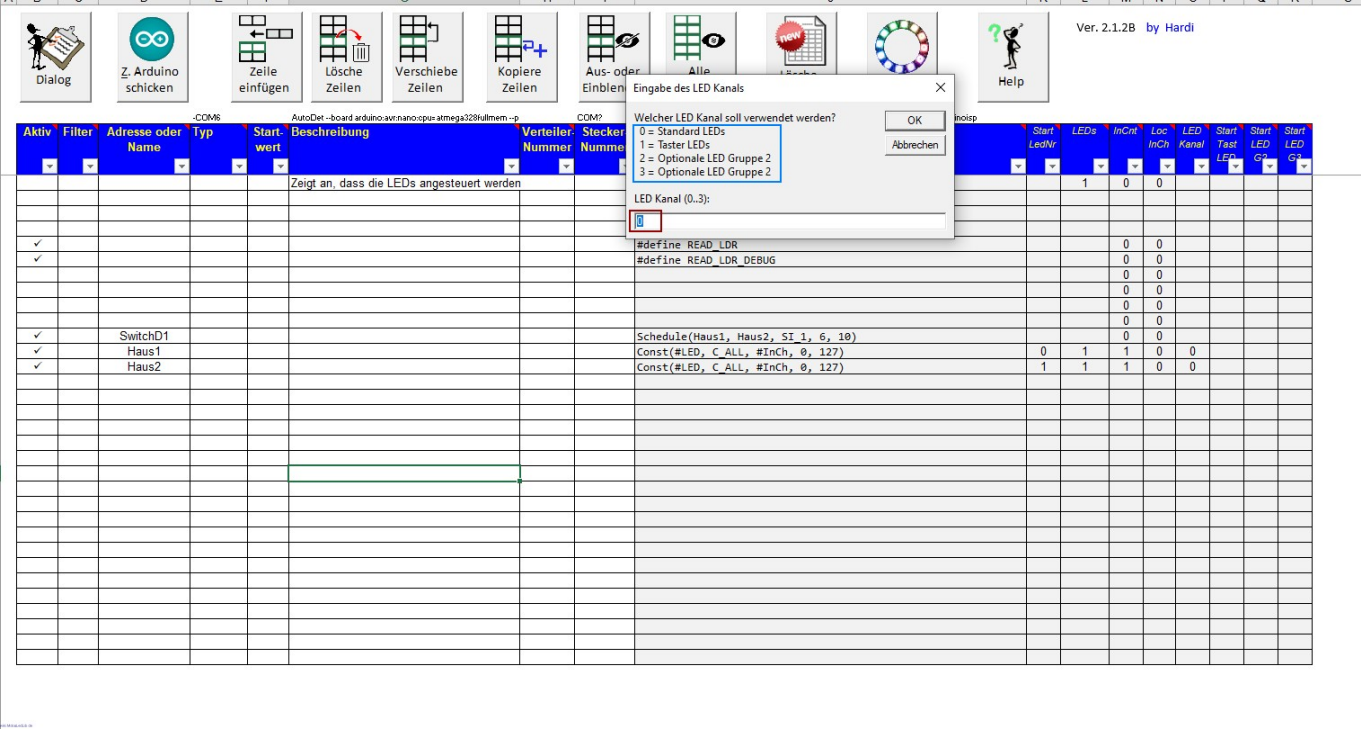 Ver. 2.1.2B by Hardi
Dialog
Z. Arduino schicken
Zeile einfügen
Lösche Zeilen
Verschiebe Zeilen
Kopiere Zeilen
Aus- oder
Alle
Help
Eingabe des LED Kanals
Welcher LED Kanal soll verwendet werden?
0 = Standard LEDs
1 = Taster LEDs
2 = Optionale LED Gruppe 2
3 = Optionale LED Gruppe 2
OK
Abbrechen
LED Kanal (0..3):
0
-COM6 AutoDet --board arduino:avr:nano:cpu=atmega328fullmem --p COM?
Aktiv Filter Adresse oder Name Typ Start- wert Beschreibung Verteiler- Nummer Start LedNr LEDs InCnt Loc InCh LED Kanal Start Tast LED Start LED G2 Start LED G3
Zeigt an, dass die LEDs angesteuert werden 1 0 0
✓ #define READ_LDR 0 0
✓ #define READ_LDR_DEBUG 0 0
0 0
0 0
0 0
0 0
✓ SwitchD1 Schedule(Haus1, Haus2, SI_1, 6, 10) 0 0
✓ Haus1 Const(#LED, C_ALL, #InCh, 0, 127) 0 1 1 0 0
✓ Haus2 Const(#LED, C_ALL, #InCh, 0, 127) 1 1 1 0 0